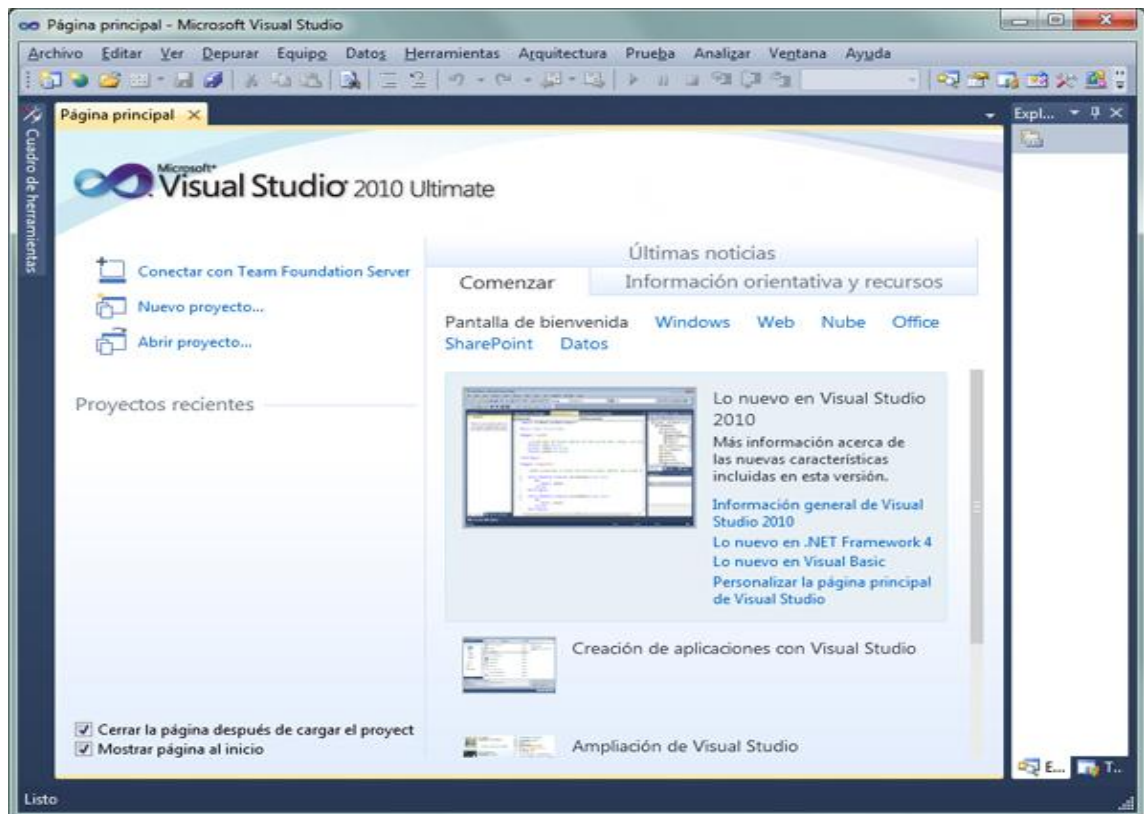 Página principal - Microsoft Visual Studio
Archivo Editar Ver Depurar Equipo Datos Herramientas Arquitectura Prueba Analizar Ventana Ayuda
Cuadro de herramientas
Página principal
Expl...
Microsoft®
Visual Studio® 2010 Ultimate
Conectar con Team Foundation Server
Nuevo proyecto...
Abrir proyecto...
Proyectos recientes
Cerrar la página después de cargar el proyect
Mostrar página al inicio
Últimas noticias
Comenzar
Información orientativa y recursos
Pantalla de bienvenida Windows Web Nube Office
SharePoint Datos
Lo nuevo en Visual Studio
2010
Más información acerca de
las nuevas características
incluidas en esta versión.
Información general de Visual
Studio 2010
Lo nuevo en .NET Framework 4
Lo nuevo en Visual Basic
Personalizar la página principal
de Visual Studio
Creación de aplicaciones con Visual Studio
Ampliación de Visual Studio
E... T..
Listo